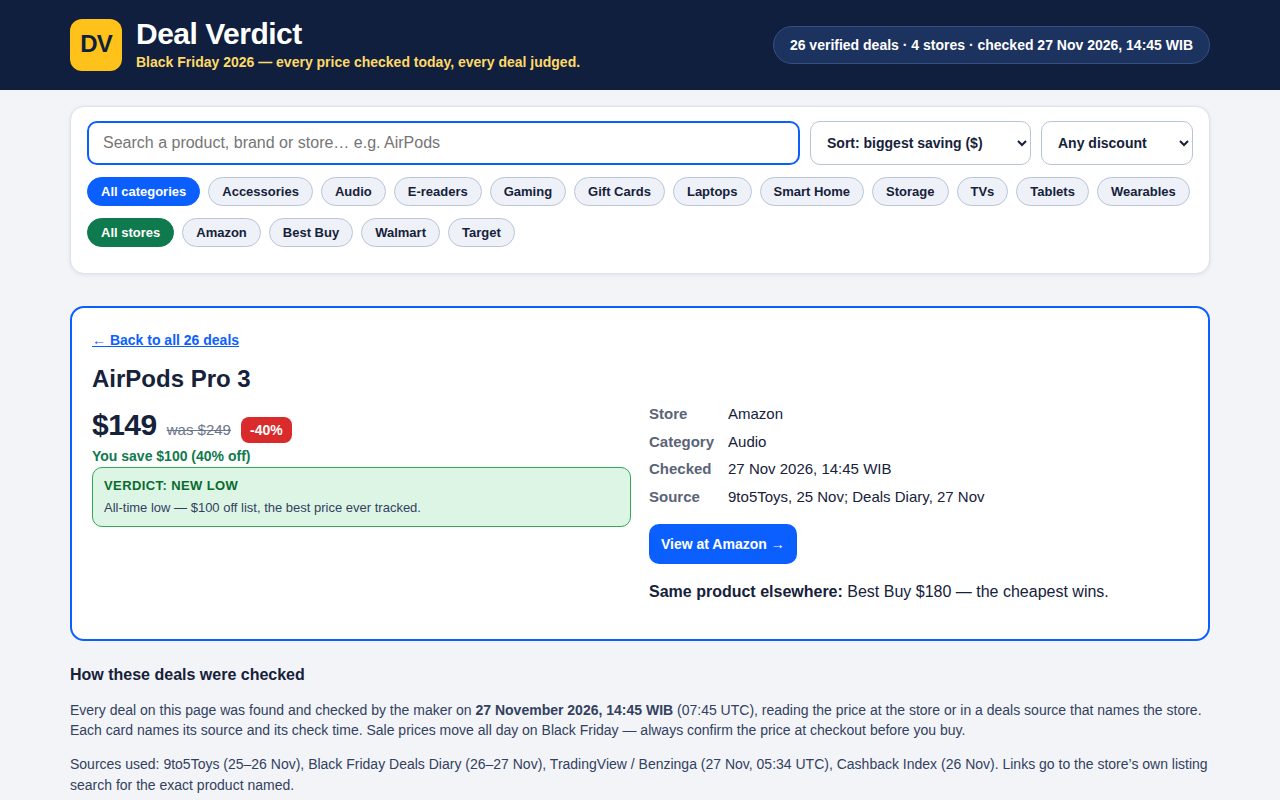 DV
Deal Verdict
Black Friday 2026 — every price checked today, every deal judged.
26 verified deals · 4 stores · checked 27 Nov 2026, 14:45 WIB
Search a product, brand or store… e.g. AirPods
Sort: biggest saving ($)
Any discount
All categories Accessories Audio E-readers Gaming Gift Cards Laptops Smart Home Storage TVs Tablets Wearables
All stores Amazon Best Buy Walmart Target
← Back to all 26 deals
AirPods Pro 3
$149 was $249 -40%
You save $100 (40% off)
VERDICT: NEW LOW
All-time low — $100 off list, the best price ever tracked.
Store Amazon
Category Audio
Checked 27 Nov 2026, 14:45 WIB
Source 9to5Toys, 25 Nov; Deals Diary, 27 Nov
View at Amazon →
Same product elsewhere: Best Buy $180 — the cheapest wins.
How these deals were checked
Every deal on this page was found and checked by the maker on 27 November 2026, 14:45 WIB (07:45 UTC), reading the price at the store or in a deals source that names the store.
Each card names its source and its check time. Sale prices move all day on Black Friday — always confirm the price at checkout before you buy.
Sources used: 9to5Toys (25–26 Nov), Black Friday Deals Diary (26–27 Nov), TradingView / Benzinga (27 Nov, 05:34 UTC), Cashback Index (26 Nov). Links go to the store’s own listing
search for the exact product named.